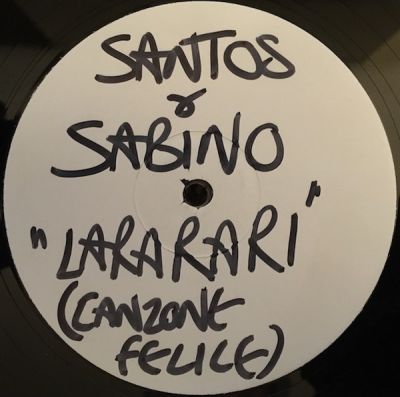 SANTOS
&
SABINO
"LARARARI"
(CANZONE
FELICE)